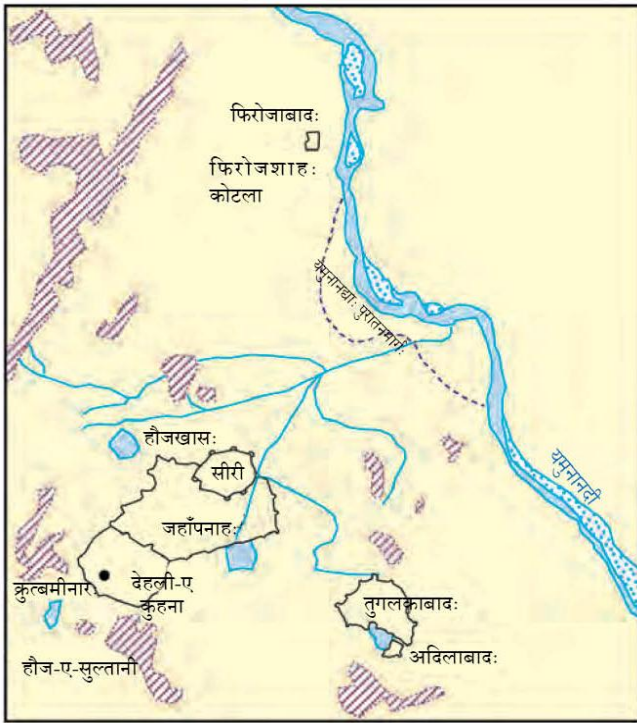 फिरोजाबादः
फिरोजशाहः
कोटला
यमुनानद्याः पुरातनमार्गः
हौजखासः
सीरी
यमुनानदी
जहाँपनाहः
क्रुत्बमीनारः
देहली-ए
कुहना
तुगलक़ाबादः
अदिलाबादः
हौज-ए-सुल्तानी